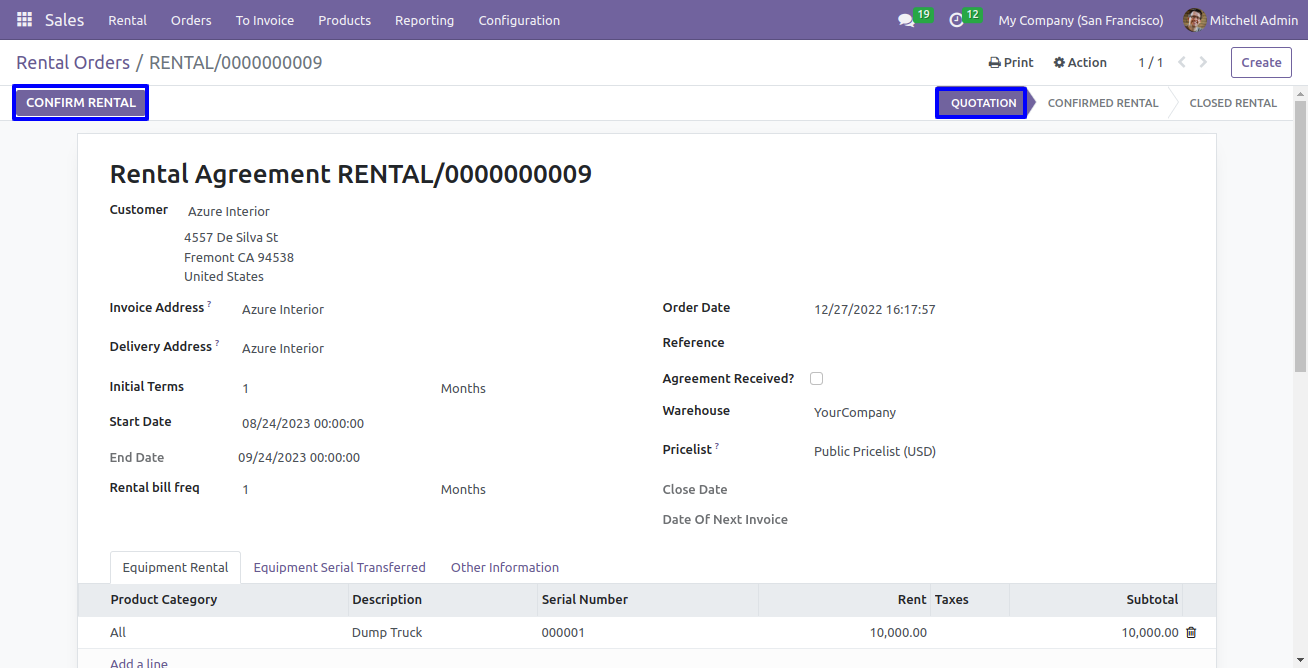 Sales Rental Orders To Invoice Products Reporting Configuration 19 12 My Company (San Francisco) Mitchell Admin
Rental Orders / RENTAL/0000000009 Print Action 1 / 1 Create
CONFIRM RENTAL QUOTATION CONFIRMED RENTAL CLOSED RENTAL
Rental Agreement RENTAL/0000000009
Customer Azure Interior
4557 De Silva St
Fremont CA 94538
United States
Invoice Address ? Azure Interior Order Date 12/27/2022 16:17:57
Delivery Address ? Azure Interior Reference
Initial Terms 1 Months Agreement Received?
Start Date 08/24/2023 00:00:00 Warehouse YourCompany
End Date 09/24/2023 00:00:00 Pricelist ? Public Pricelist (USD)
Rental bill freq 1 Months Close Date
Date Of Next Invoice
Equipment Rental Equipment Serial Transferred Other Information
Product Category Description Serial Number Rent Taxes Subtotal
All Dump Truck 000001 10,000.00 10,000.00
Add a line